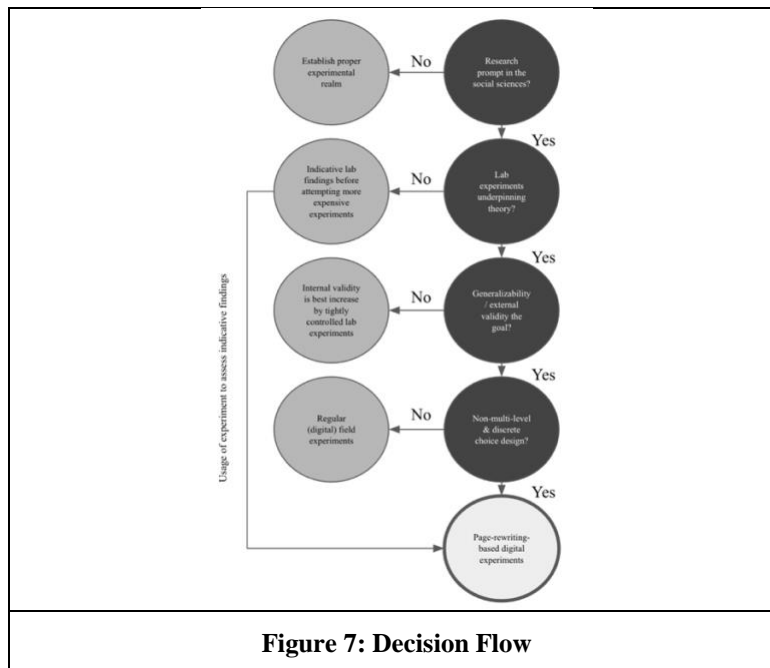 Establish proper
experimental
realm
No
Research
prompt in the
social sciences?
Yes
Indicative lab
findings before
attempting more
expensive
experiments
No
Lab
experiments
underpinning
theory?
Yes
Internal validity
is best increase
by tightly
controlled lab
experiments
No
Generalizability
/ external
validity the
goal?
Yes
Regular
(digital) field
experiments
No
Non-multi-level
& discrete
choice design?
Yes
Page-rewriting-
based digital
experiments
Usage of experiment to assess indicative findings
Figure 7: Decision Flow